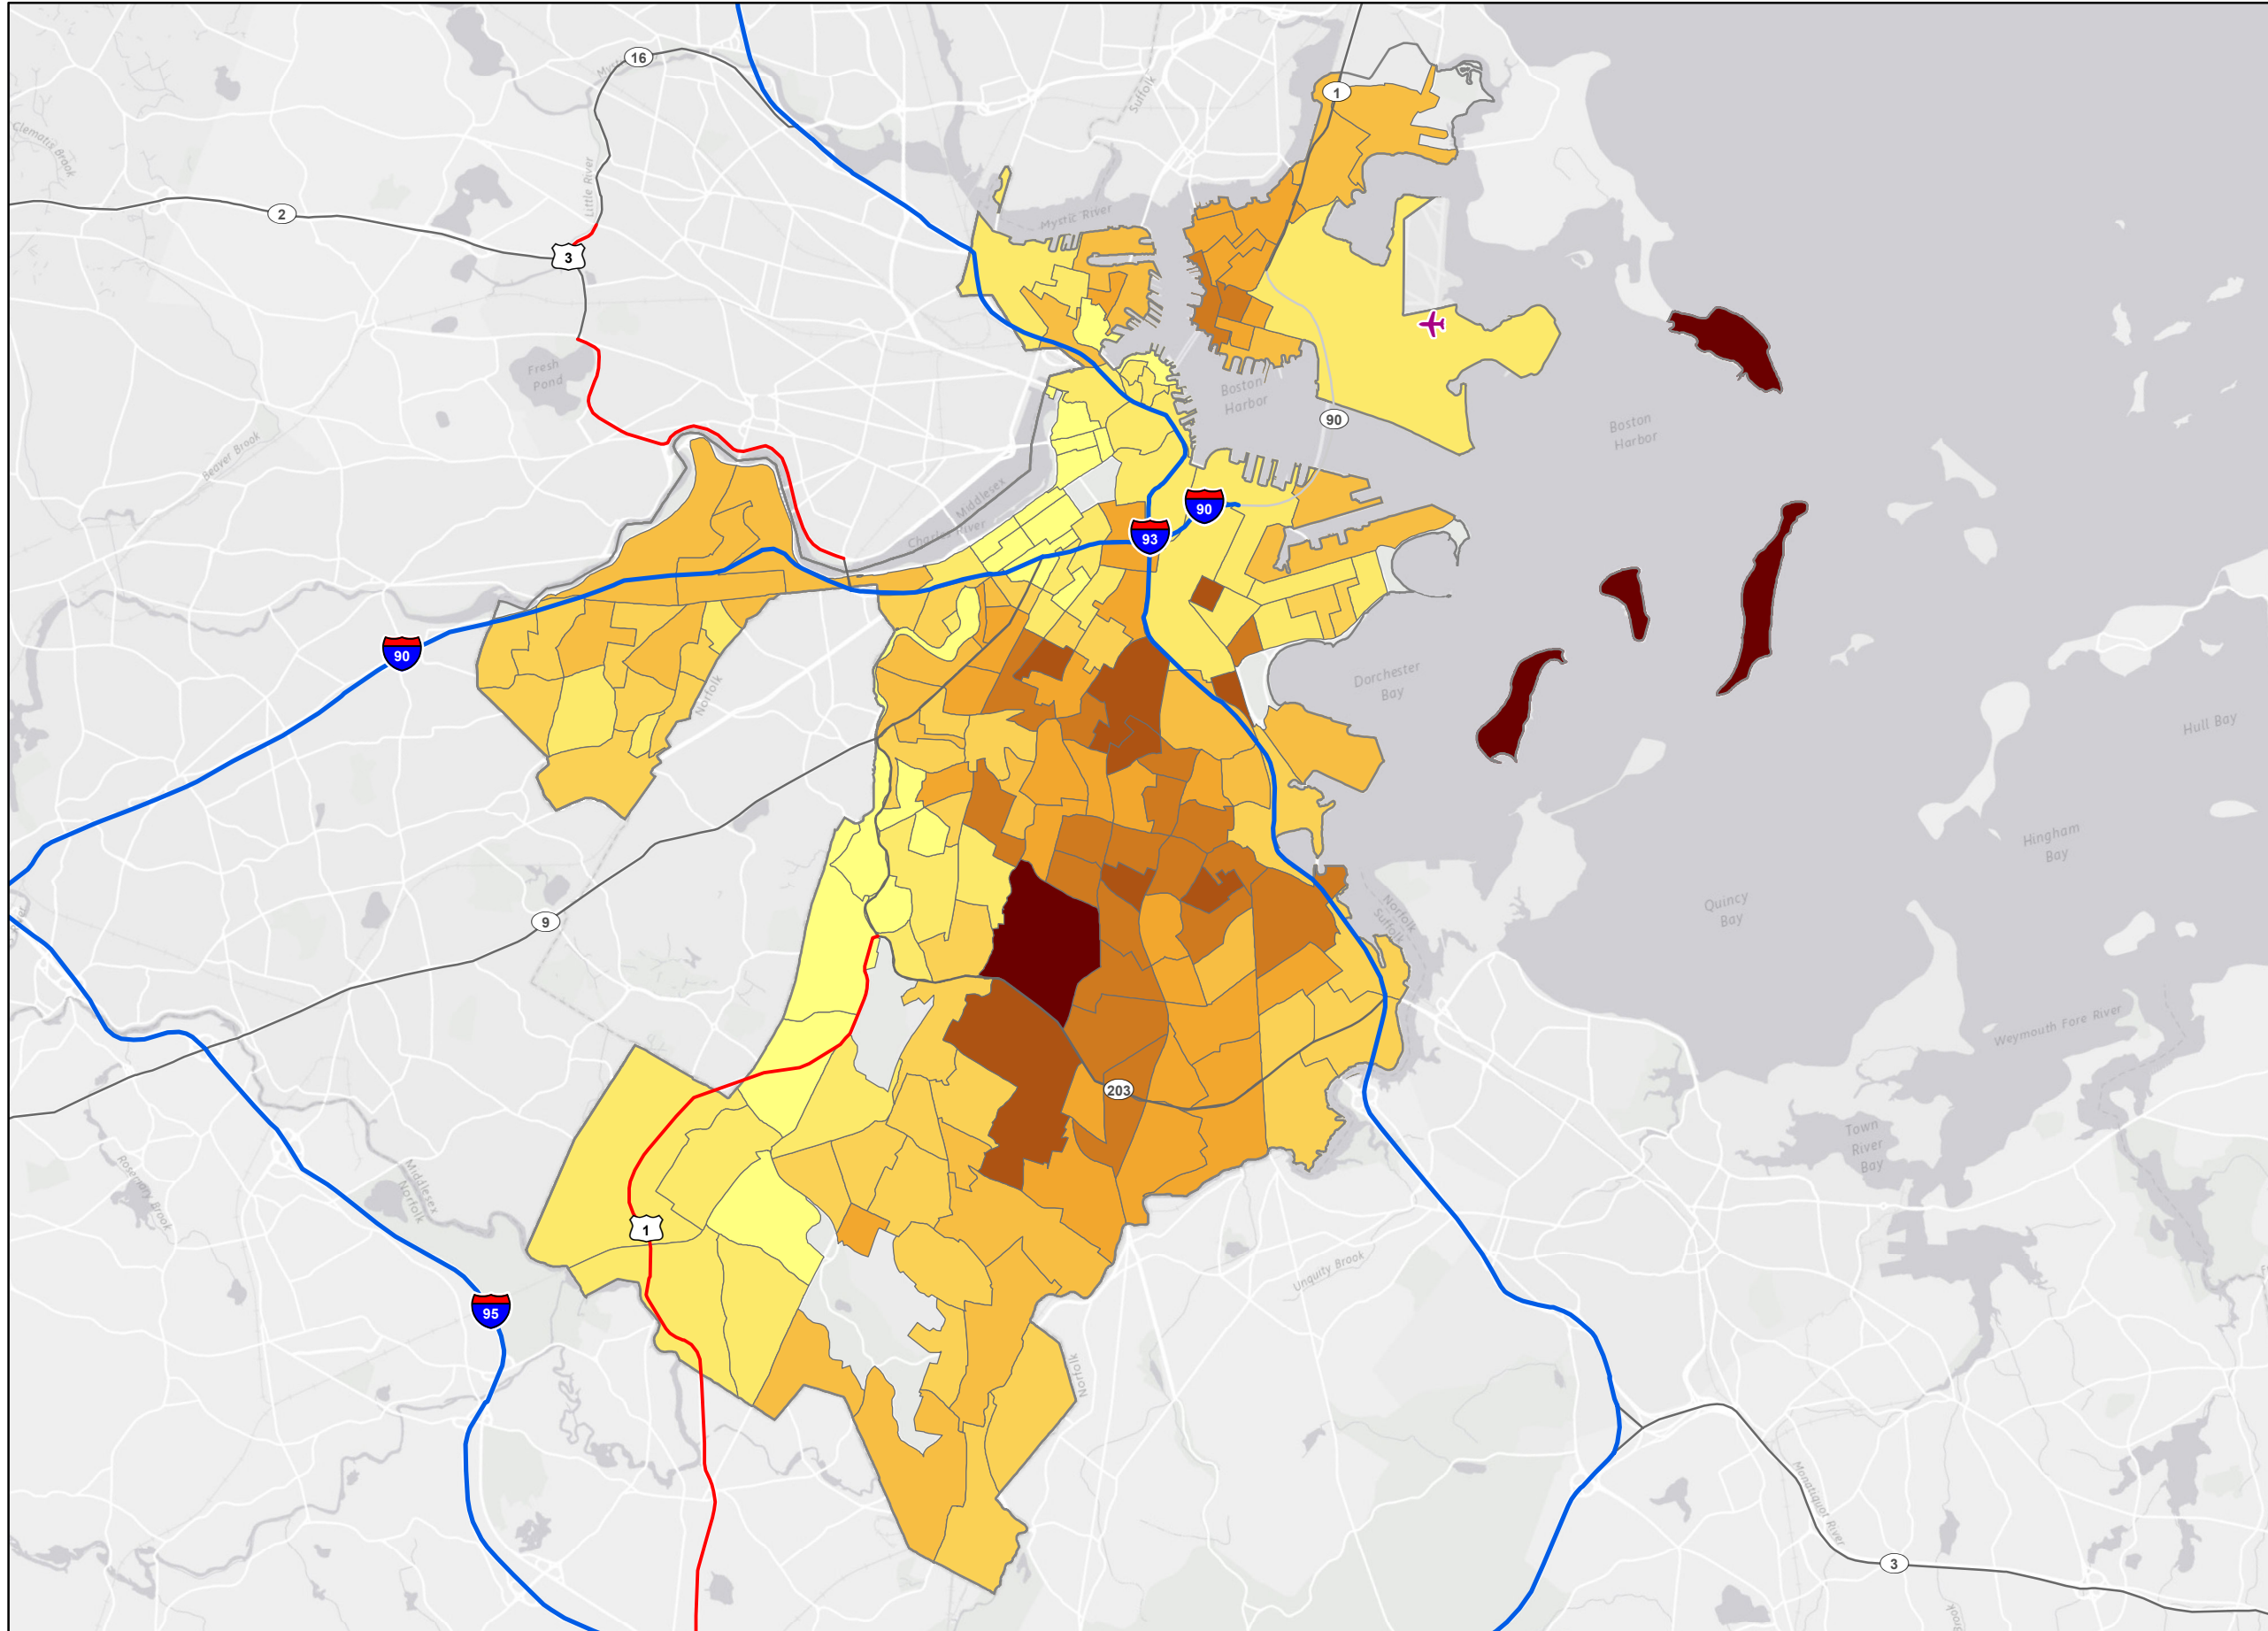 16
1
Suffolk
Clematis Brook
Little River
2
Mystic River
3
Fresh
Pond
Boston
Harbor
90
Boston
Harbor
Beaver Brook
Middlesex
Charles River
90
93
90
Norfolk
Dorchester
Bay
Hull Bay
Hingham
Bay
Quincy
Bay
Norfolk
Suffolk
9
Weymouth Fore River
203
Town
River
Bay
Rosemary Brook
Middlesex
Norfolk
1
Unquity Brook
95
Norfolk
Monatiquot River
3